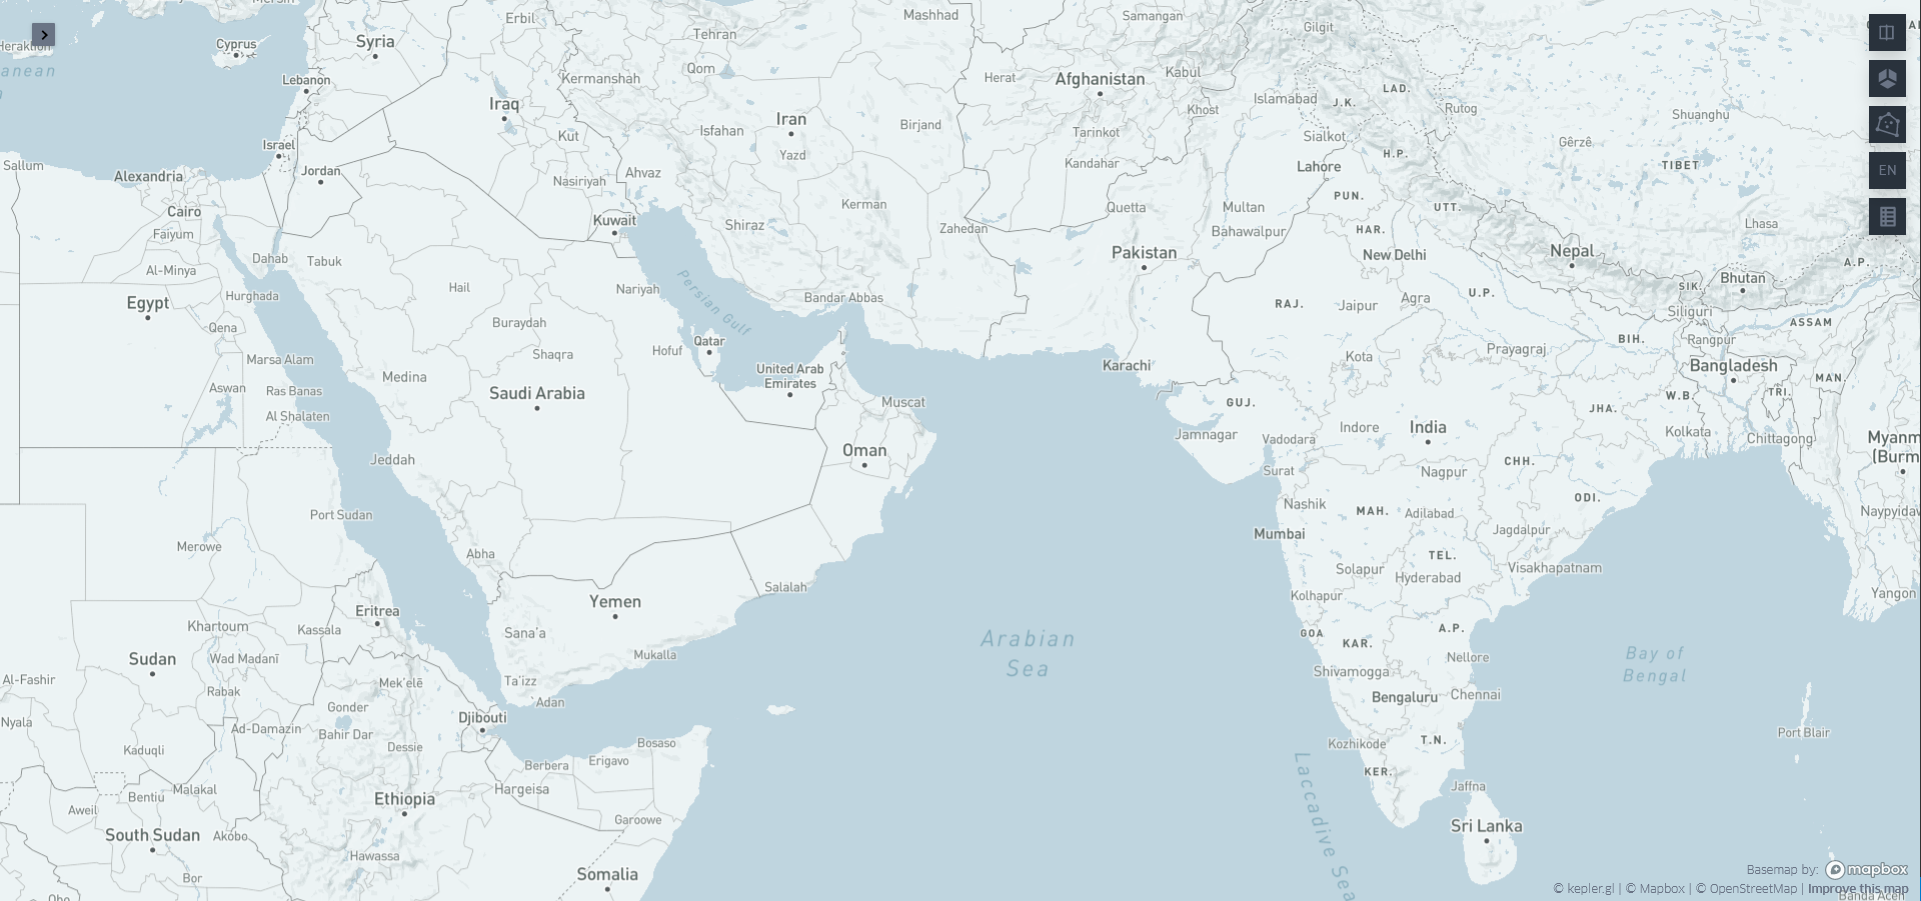 Mersin
Erbil
Mashhad
Samangan
Gilgit
Heraklion
Cyprus
Syria
Tehran
anean
Lebanon
Kermanshah
Qom
Herat
Afghanistan
Kabul
LAD.
Iraq
Islamabad
J.K.
Rutog
Shuanghu
Khost
Iran
Isfahan
Birjand
Tarinkot
Sialkot
Kut
Gêrzê
Israel
Yazd
Kandahar
Lahore
H.P.
TIBET
EN
Sallum
Alexandria
Jordan
Ahvaz
Nasiriyah
PUN.
Cairo
Kuwait
Kerman
Quetta
Multan
UTT.
Faiyum
Shiraz
Zahedan
Bahawalpur
HAR.
Lhasa
Dahab
Tabuk
Pakistan
New Delhi
Nepal
A.P.
Al-Minya
Hail
Nariyah
Persian Gulf
Bandar Abbas
Bhutan
SIK.
Egypt
Hurghada
RAJ.
Jaipur
Agra
U.P.
Siliguri
Qena
Buraydah
ASSAM
Marsa Alam
Shaqra
Hofuf
Qatar
Kota
Prayagraj
BIH.
Rangpur
Aswan
Ras Banas
Medina
United Arab
Emirates
Karachi
Bangladesh
MAN.
Saudi Arabia
Al Shalaten
Muscat
GUJ.
JHA.
W.B.
TRI.
Jamnagar
Vadodara
Indore
India
Kolkata
Chittagong
Myanm
(Burm
Jeddah
Oman
Surat
Nagpur
CHH.
Port Sudan
Nashik
MAH.
Adilabad
ODI.
Naypyidaw
Merowe
Abha
Mumbai
Jagdalpur
TEL.
Solapur
Hyderabad
Visakhapatnam
Salalah
Kolhapur
Yangon
Eritrea
Yemen
Khartoum
Kassala
Sana'a
Arabian
Sea
GOA
KAR.
A.P.
Bay of
Bengal
Sudan
Wad Madanī
Mukalla
Nellore
Al-Fashir
Mek'elē
Ta'izz
Shivamogga
Rabak
Gonder
Adan
Bengaluru
Chennai
Nyala
Ad-Damazin
Bahir Dar
Djibouti
Port Blair
Kaduqli
Dessie
Bosaso
Kozhikode
T.N.
Berbera
Erigavo
Laccadive Sea
KER.
Aweil
Bentiu
Malakal
Ethiopia
Hargeisa
Jaffna
South Sudan
Akobo
Garoowe
Sri Lanka
Hawassa
Bor
Somalia
Basemap by: mapbox
© kepler.gl | © Mapbox | © OpenStreetMap | Improve this map
Banda Aceh